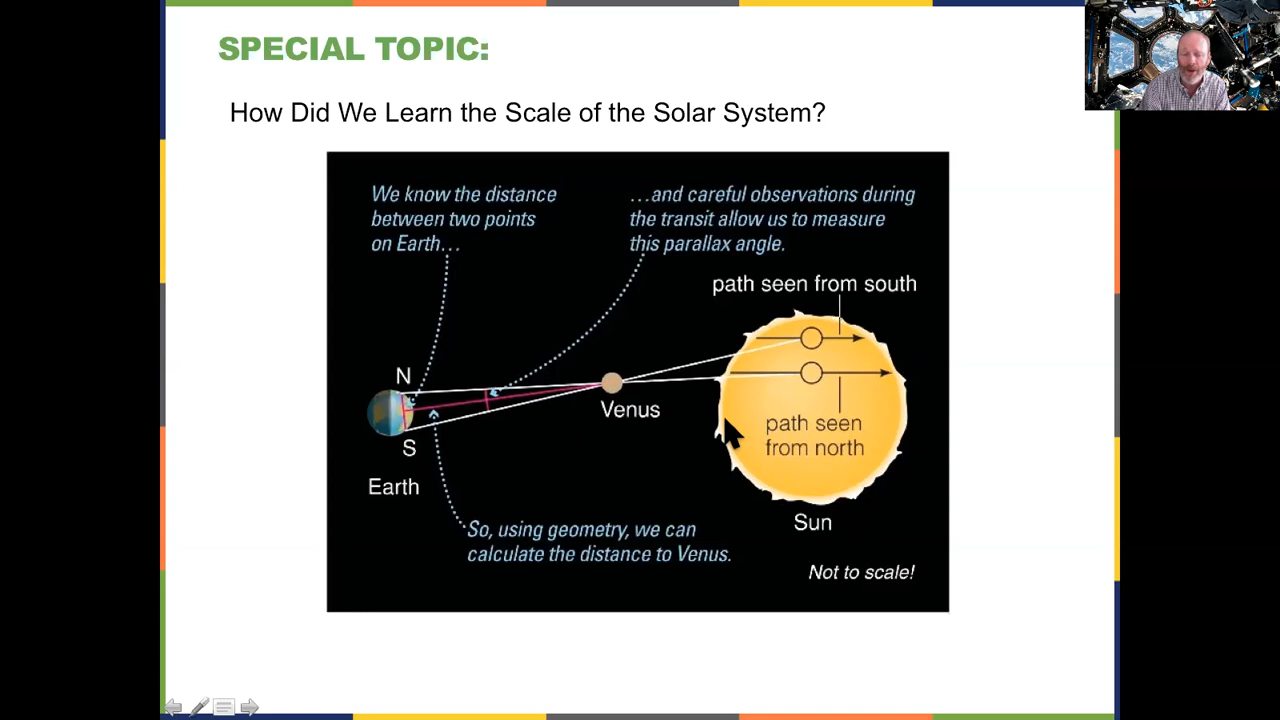 SPECIAL TOPIC:
How Did We Learn the Scale of the Solar System?
We know the distance
between two points
on Earth...
...and careful observations during
the transit allow us to measure
this parallax angle.
path seen from south
N
Venus
path seen
from north
S
Earth
So, using geometry, we can
calculate the distance to Venus.
Sun
Not to scale!